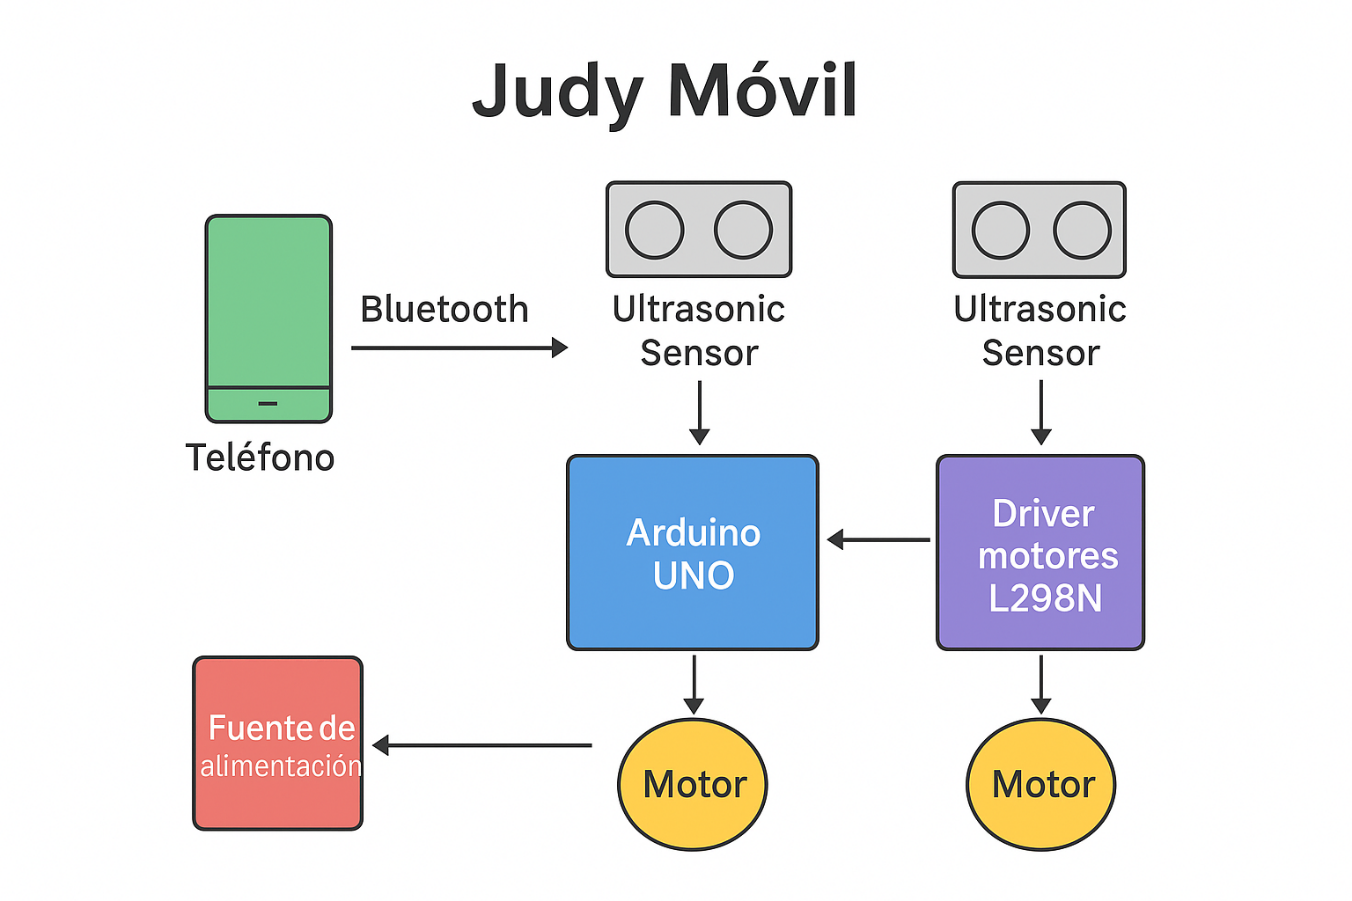 Judy Móvil
Bluetooth
Teléfono
Ultrasonic
Sensor
Ultrasonic
Sensor
Arduino
UNO
Driver
motores
L298N
Fuente de
alimentación
Motor
Motor